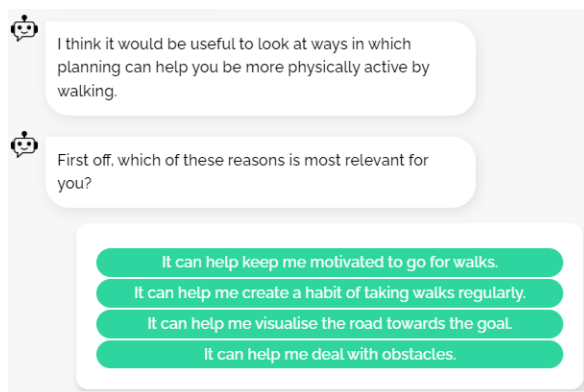 I think it would be useful to look at ways in which
planning can help you be more physically active by
walking.
First off, which of these reasons is most relevant for
you?
It can help keep me motivated to go for walks.
It can help me create a habit of taking walks regularly.
It can help me visualise the road towards the goal.
It can help me deal with obstacles.